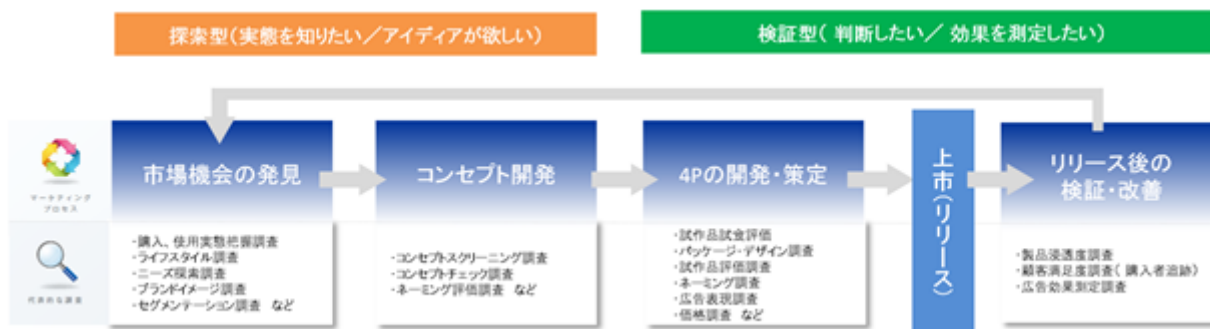 探索型(実態を知りたい／アイディアが欲しい)
検証型( 判断したい／ 効果を測定したい)
マーケティング
プロセス
市場機会の発見
コンセプト開発
4Pの開発・策定
上市(リリース)
リリース後の
検証・改善
代表的な調査
・購入、使用実態把握調査
・ライフスタイル調査
・ニーズ探索調査
・ブランドイメージ調査
・セグメンテーション調査 など
・コンセプトスクリーニング調査
・コンセプトチェック調査
・ネーミング評価調査 など
・試作品試食評価
・パッケージ・デザイン調査
・試作品評価調査
・ネーミング調査
・広告表現調査
・価格調査 など
・製品浸透度調査
・顧客満足度調査( 購入者追跡)
・広告効果測定調査